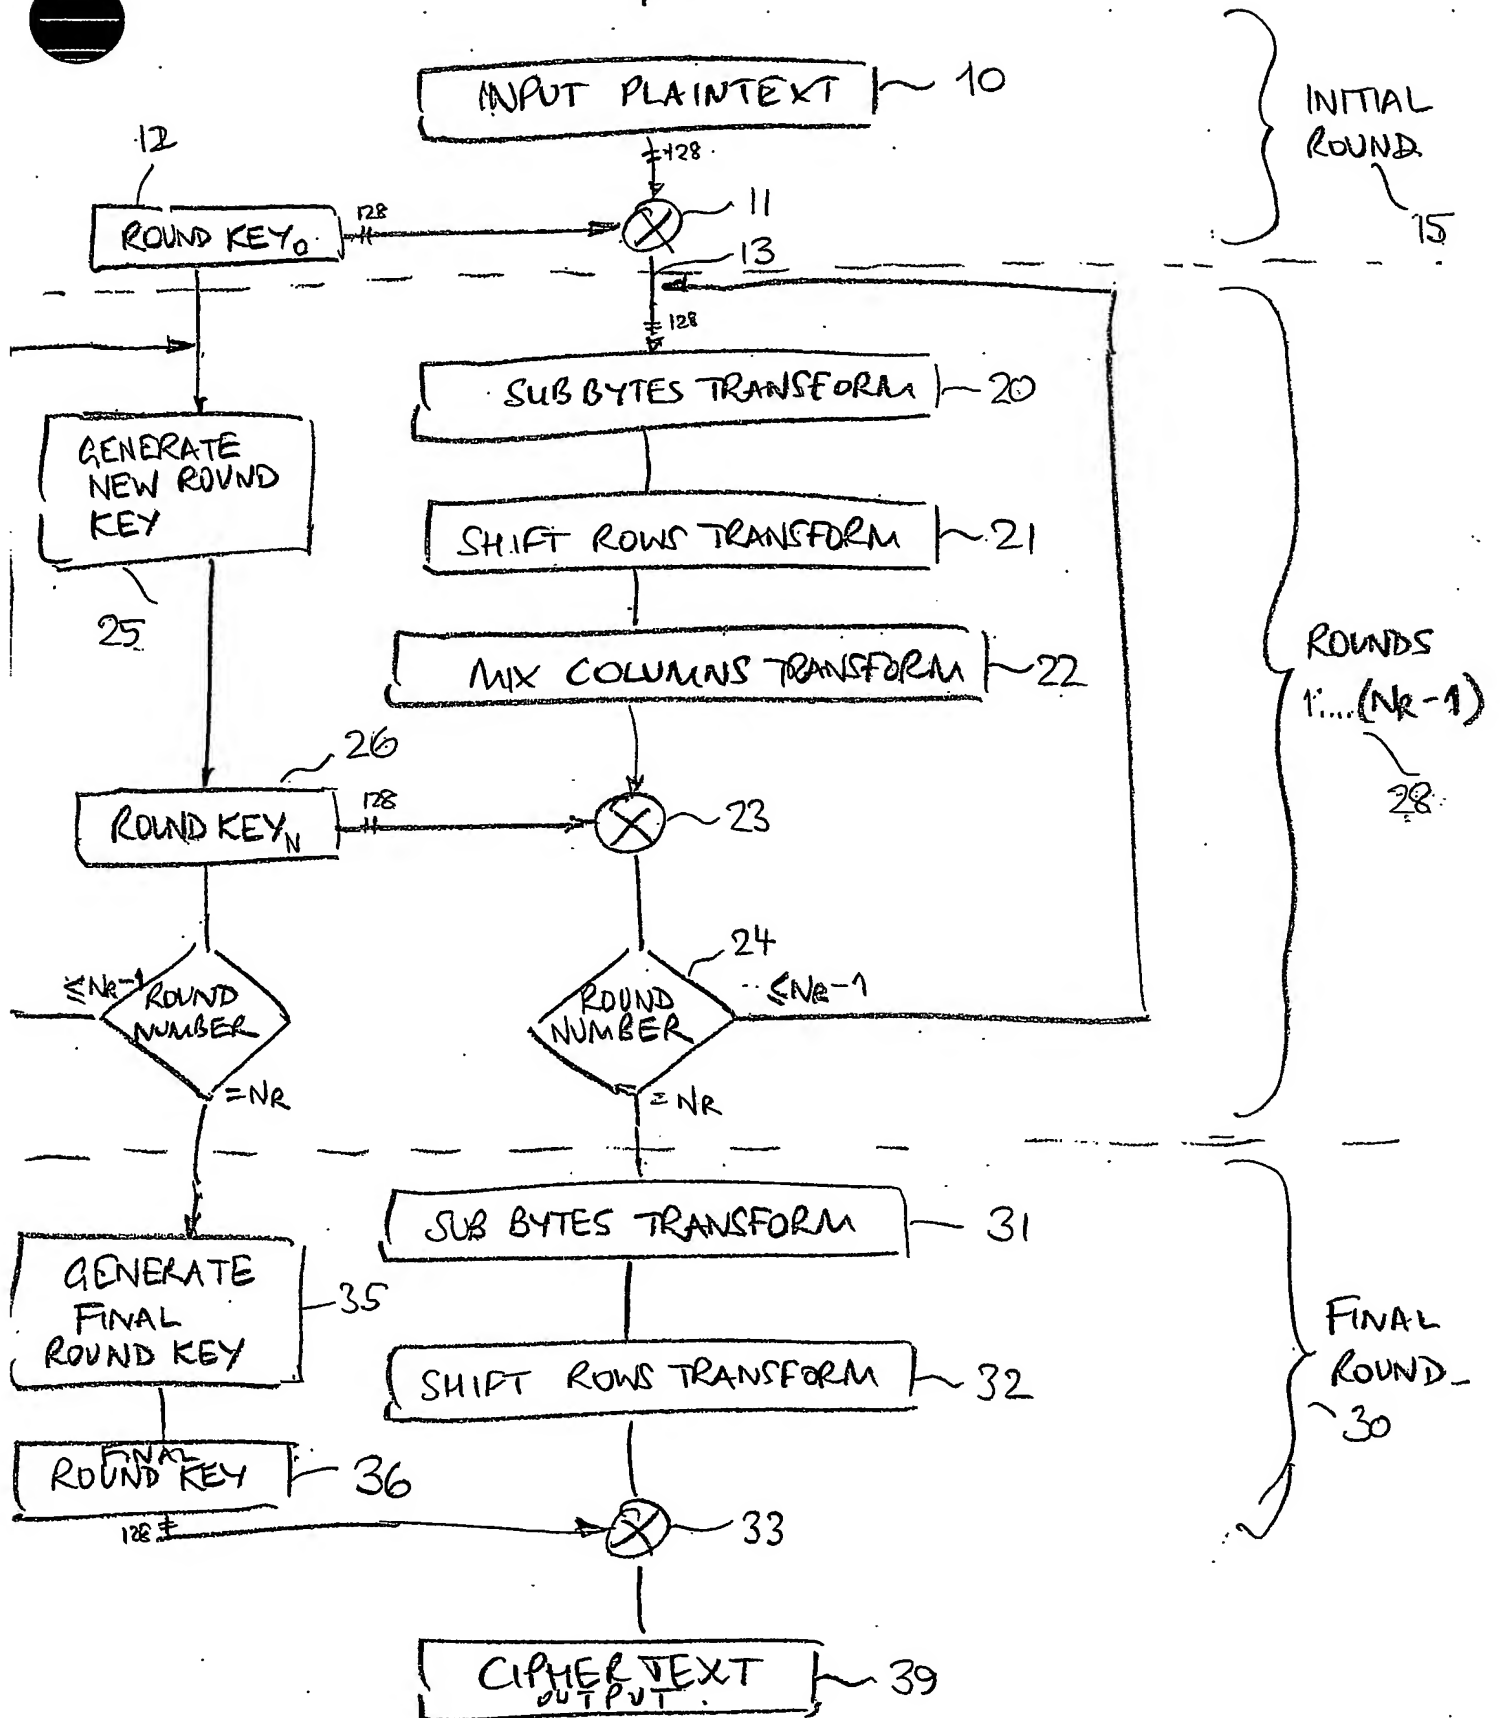 INPUT PLAINTEXT
10
INITIAL
ROUND
15
128
12
ROUND KEY0
128
11
13
128
SUB BYTES TRANSFORM
20
GENERATE
NEW ROUND
KEY
25
SHIFT ROWS TRANSFORM
21
MIX COLUMNS TRANSFORM
22
ROUNDS
1....(NR-1)
28
26
ROUND KEYN
128
23
24
≤NR-1
ROUND
NUMBER
=NR
ROUND
NUMBER
≤NR-1
=NR
SUB BYTES TRANSFORM
31
GENERATE
FINAL
ROUND KEY
35
SHIFT ROWS TRANSFORM
32
FINAL
ROUND
30
FINAL
ROUND KEY
36
128
33
CIPHER TEXT
OUTPUT
39